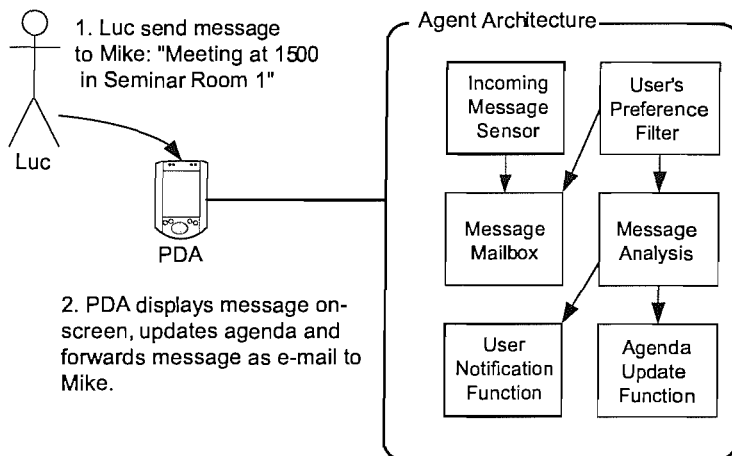 1. Luc send message
to Mike: "Meeting at 1500
in Seminar Room 1"
Luc
PDA
2. PDA displays message on-
screen, updates agenda and
forwards message as e-mail to
Mike.
Agent Architecture
Incoming
Message
Sensor
User's
Preference
Filter
Message
Mailbox
Message
Analysis
User
Notification
Function
Agenda
Update
Function